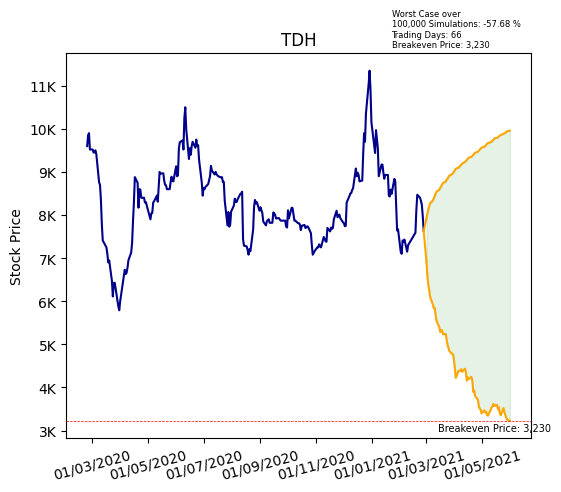 Worst Case over
100,000 Simulations: -57.68 %
Trading Days: 66
Breakeven Price: 3,230
TDH
Stock Price
11K
10K
9K
8K
7K
6K
5K
4K
3K
Breakeven Price: 3,230
01/03/2020
01/05/2020
01/07/2020
01/09/2020
01/11/2020
01/01/2021
01/03/2021
01/05/2021